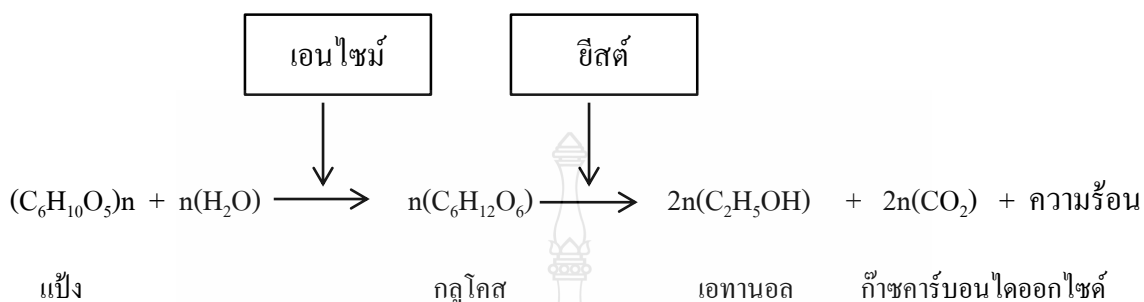 เอนไซม์ ยีสต์
(C₆H₁₀O₅)n + n(H₂O) ⟶ n(C₆H₁₂O₆) ⟶ 2n(C₂H₅OH) + 2n(CO₂) + ความร้อน
แป้ง กลูโคส เอทานอล ก๊าซคาร์บอนไดออกไซด์